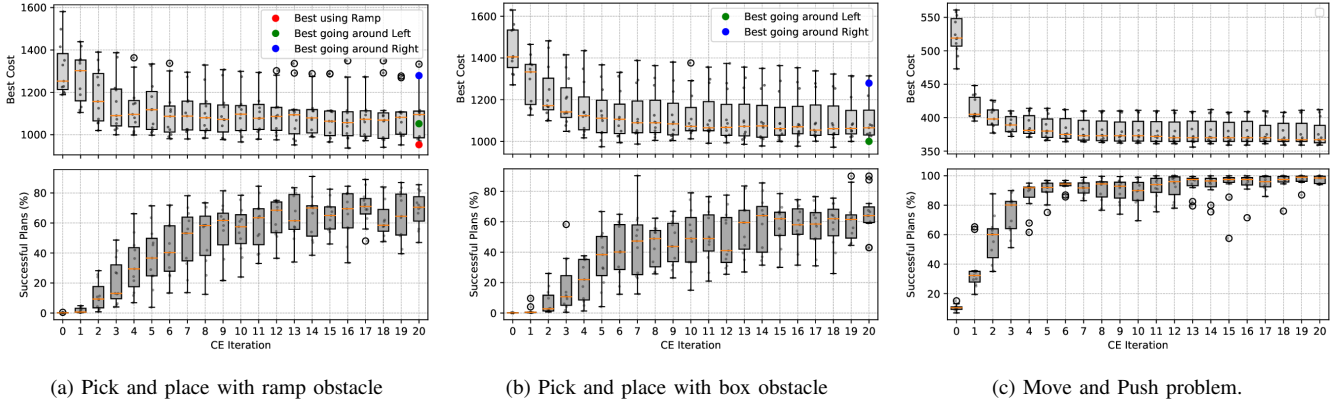 1600
1400
1200
1000
Best Cost
Best using Ramp
Best going around Left
Best going around Right
80
60
40
20
0
Successful Plans (%)
0 1 2 3 4 5 6 7 8 9 10 11 12 13 14 15 16 17 18 19 20
CE Iteration
(a) Pick and place with ramp obstacle
1600
1400
1200
1000
Best Cost
Best going around Left
Best going around Right
80
60
40
20
0
Successful Plans (%)
0 1 2 3 4 5 6 7 8 9 10 11 12 13 14 15 16 17 18 19 20
CE Iteration
(b) Pick and place with box obstacle
550
500
450
400
350
Best Cost
100
80
60
40
20
Successful Plans (%)
0 1 2 3 4 5 6 7 8 9 10 11 12 13 14 15 16 17 18 19 20
CE Iteration
(c) Move and Push problem.